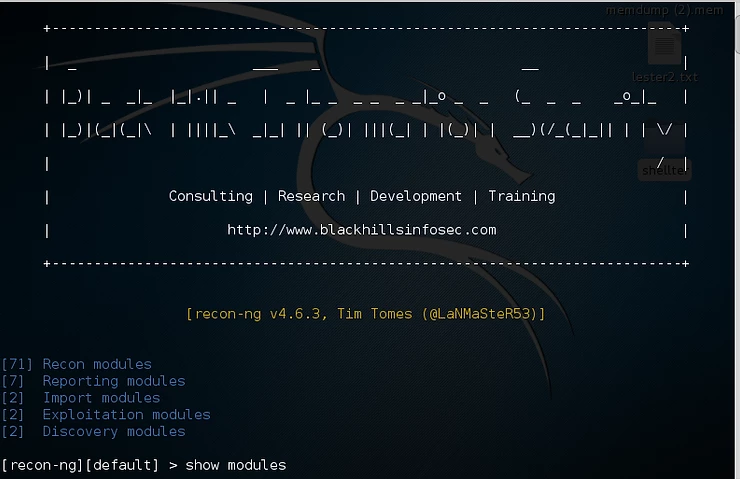 memdump (2).mem
lester2.txt
shellter
Consulting | Research | Development | Training
http://www.blackhillsinfosec.com
[recon-ng v4.6.3, Tim Tomes (@LaNMaSteR53)]
[71] Recon modules
[7]  Reporting modules
[2]  Import modules
[2]  Exploitation modules
[2]  Discovery modules
[recon-ng][default] > show modules